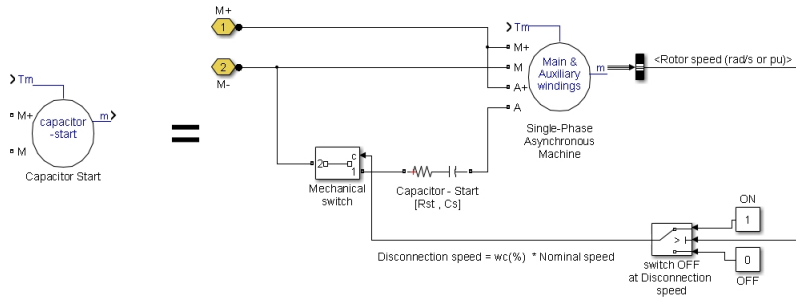 Tm
M+
M
capacitor
-start
m
Capacitor Start
=
M+
1
2
M-
Tm
M+
M
A+
A
Main &
Auxiliary
windings
m
Single-Phase
Asynchronous
Machine
<Rotor speed (rad/s or pu)>
2
c
1
Mechanical
switch
Capacitor - Start
[Rst , Cs]
Disconnection speed = wc(%) * Nominal speed
> I
switch OFF
at Disconnection
speed
ON
1
0
OFF